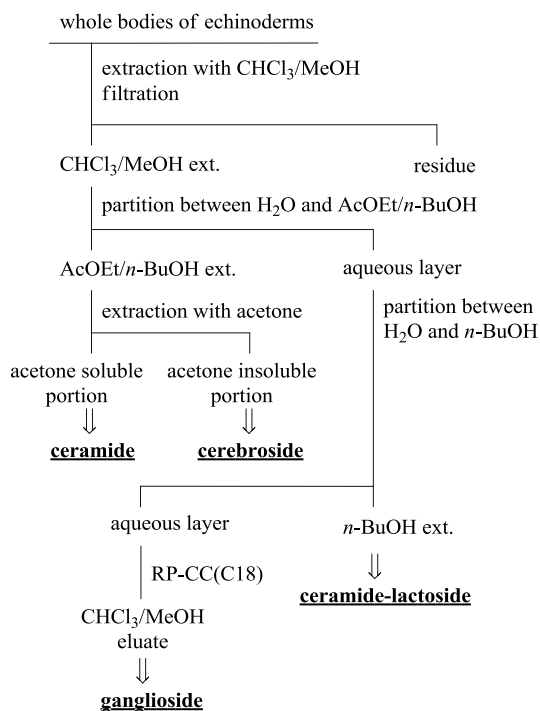 whole bodies of echinoderms
extraction with CHCl₃/MeOH
filtration
CHCl₃/MeOH ext.
residue
partition between H₂O and AcOEt/n-BuOH
AcOEt/n-BuOH ext.
aqueous layer
extraction with acetone
partition between
H₂O and n-BuOH
acetone soluble
portion
acetone insoluble
portion
ceramide
cerebroside
aqueous layer
n-BuOH ext.
RP-CC(C18)
ceramide-lactoside
CHCl₃/MeOH
eluate
ganglioside